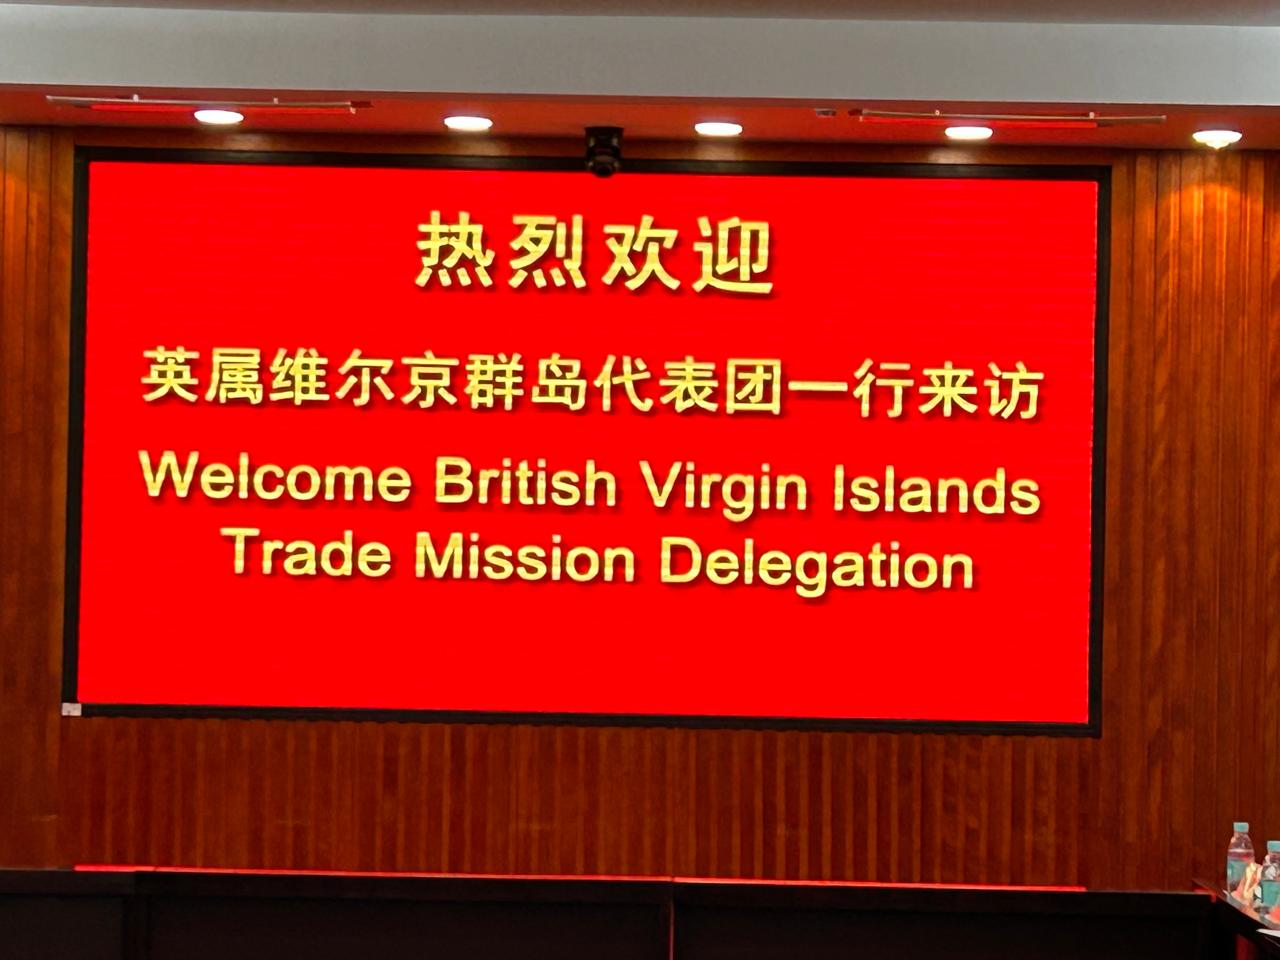 热烈欢迎
英属维尔京群岛代表团一行来访
Welcome British Virgin Islands
Trade Mission Delegation